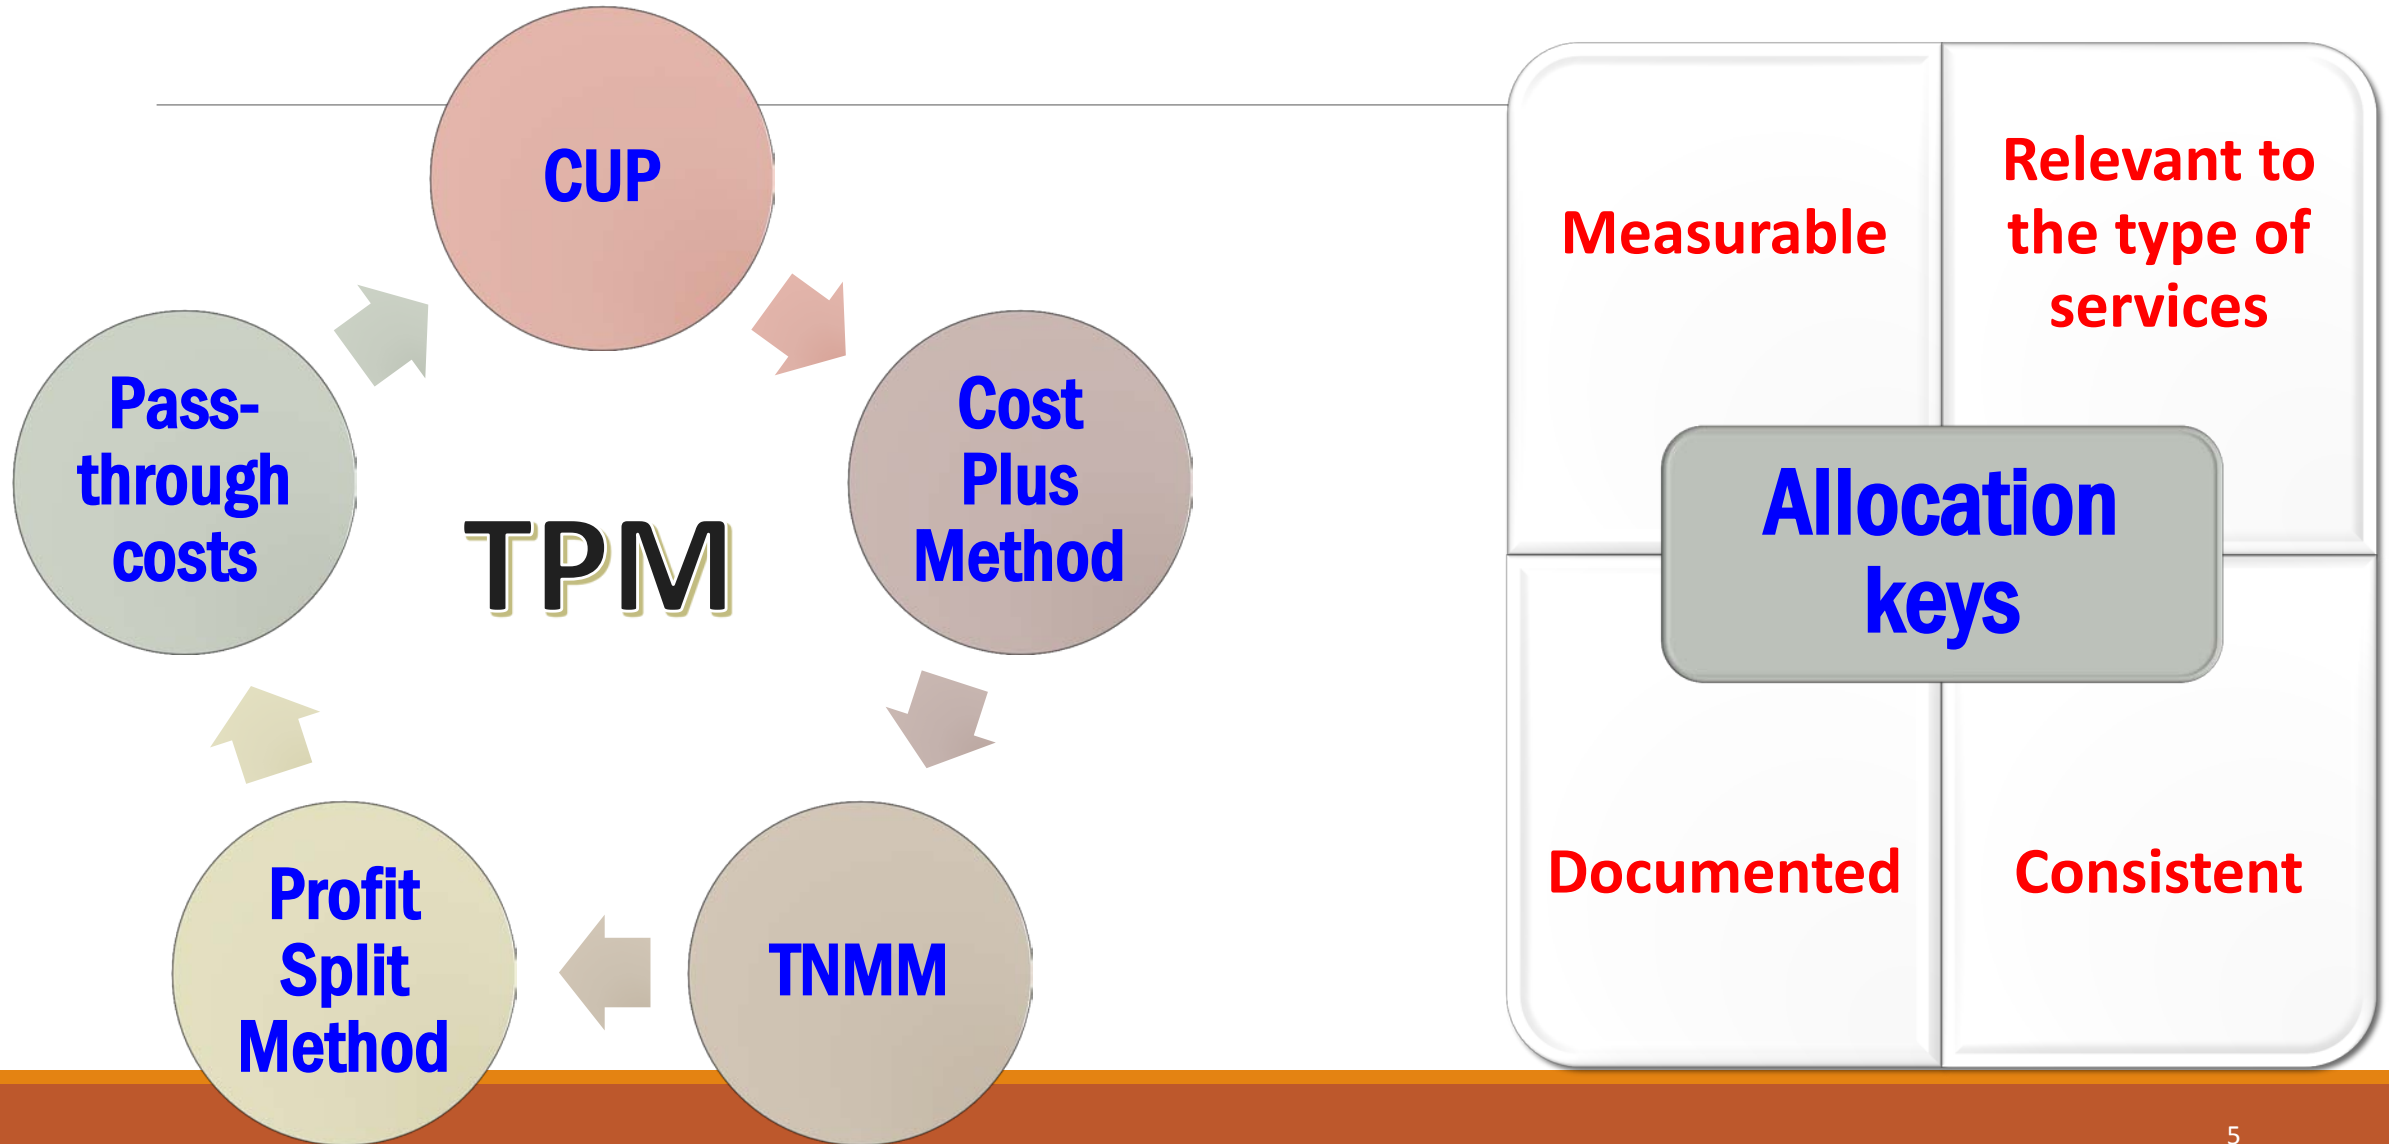 CUP
Cost
Plus
Method
TNMM
Profit
Split
Method
Pass-
through
costs
TPM
Measurable
Relevant to
the type of
services
Allocation
keys
Documented
Consistent
5